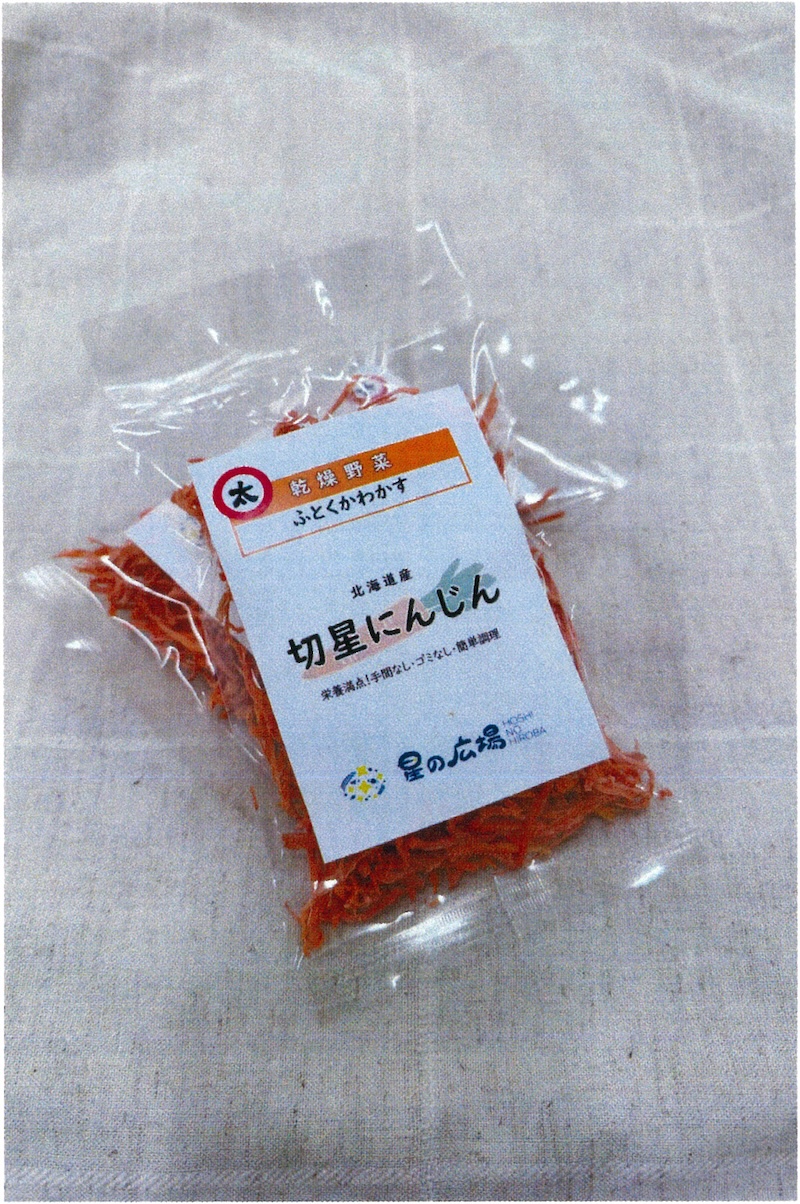 太
乾燥野菜
ふとくかわかす
北海道産
切星にんじん
栄養満点!手間なし・ゴミなし・簡単調理
星の広場
HOSHI
NO
HIROBA